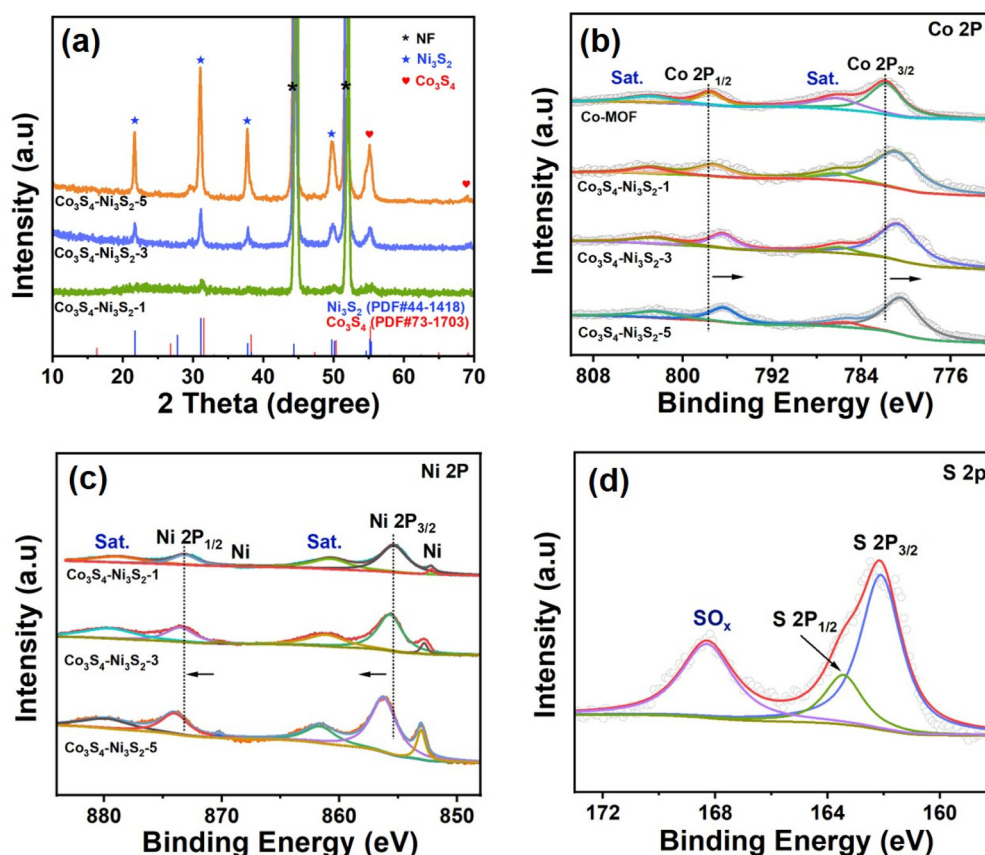 (a)
* NF
★ Ni₃S₂
♥ Co₃S₄
Co₃S₄-Ni₃S₂-5
Co₃S₄-Ni₃S₂-3
Co₃S₄-Ni₃S₂-1
Ni₃S₂ (PDF#44-1418)
Co₃S₄ (PDF#73-1703)
Intensity (a.u)
10 20 30 40 50 60 70
2 Theta (degree)
(b)
Co 2P
Sat. Co 2P₁/₂ Sat. Co 2P₃/₂
Co-MOF
Co₃S₄-Ni₃S₂-1
Co₃S₄-Ni₃S₂-3
Co₃S₄-Ni₃S₂-5
Intensity (a.u)
808 800 792 784 776
Binding Energy (eV)
(c)
Ni 2P
Sat. Ni 2P₁/₂ Ni Sat. Ni 2P₃/₂ Ni
Co₃S₄-Ni₃S₂-1
Co₃S₄-Ni₃S₂-3
Co₃S₄-Ni₃S₂-5
Intensity (a.u)
880 870 860 850
Binding Energy (eV)
(d)
S 2p
S 2P₃/₂
SOₓ
S 2P₁/₂
Intensity (a.u)
172 168 164 160
Binding Energy (eV)